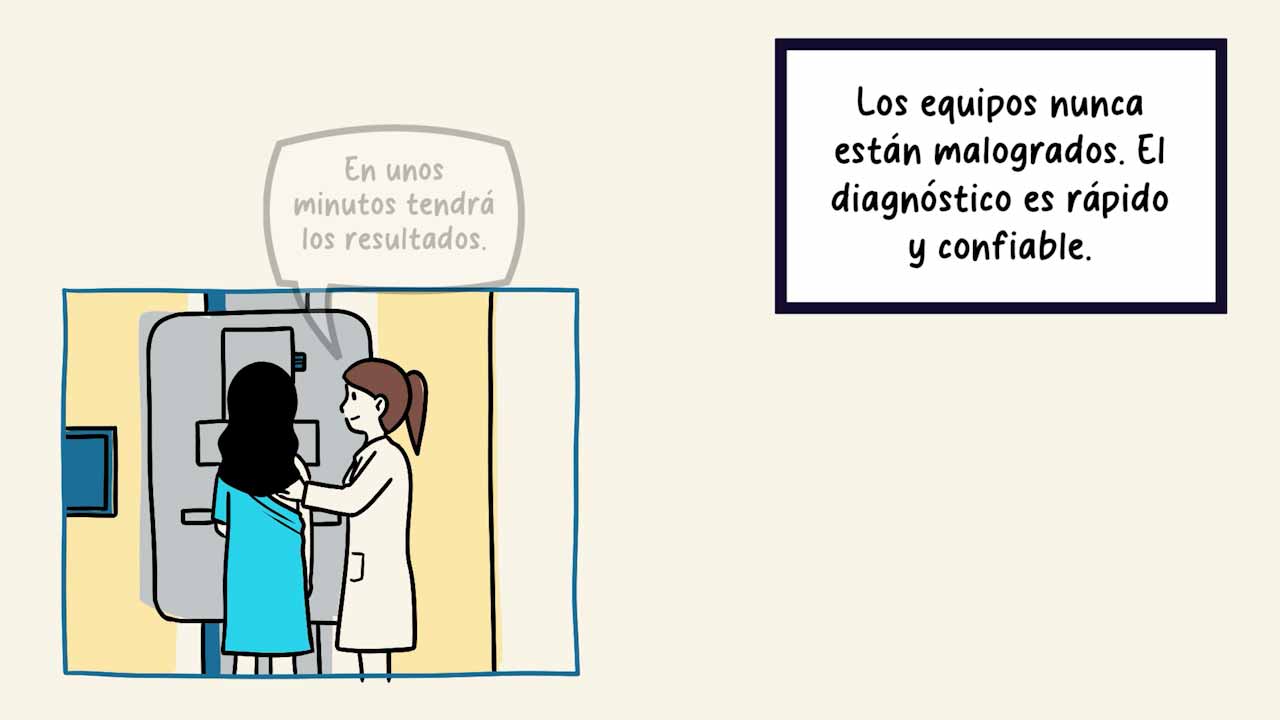 En unos
minutos tendrá
los resultados.
Los equipos nunca
están malogrados. El
diagnóstico es rápido
y confiable.